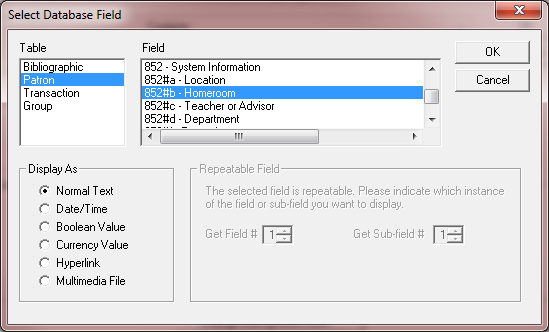 Select Database Field
Table
Field
Bibliographic
Patron
Transaction
Group
852 - System Information
852#a - Location
852#b - Homeroom
852#c - Teacher or Advisor
852#d - Department
OK
Cancel
Display As
Normal Text
Date/Time
Boolean Value
Currency Value
Hyperlink
Multimedia File
Repeatable Field
The selected field is repeatable. Please indicate which instance
of the field or sub-field you want to display.
Get Field # 1
Get Sub-field # 1